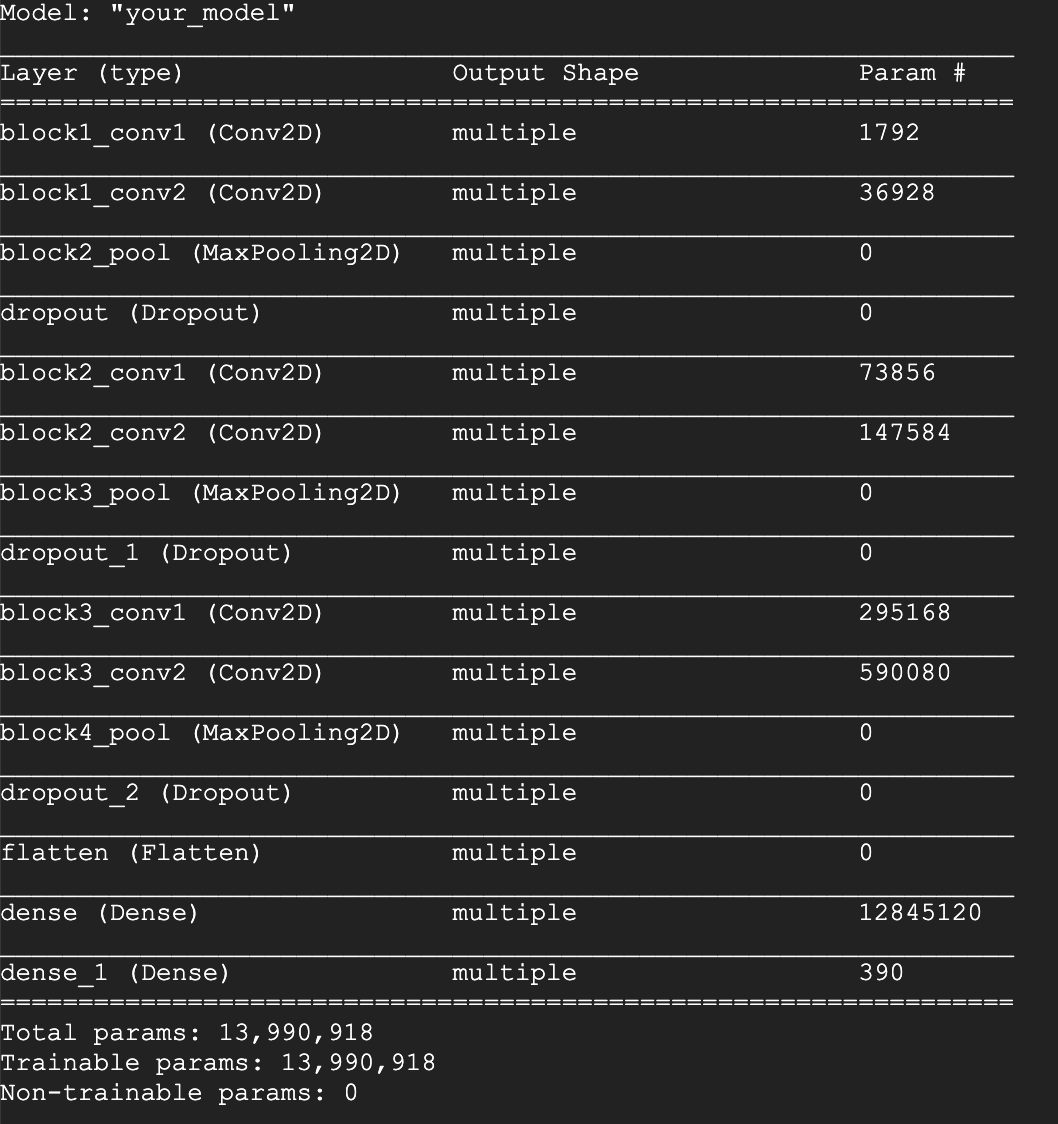 Model: "your_model"
Layer (type) Output Shape Param #
block1_conv1 (Conv2D) multiple 1792
block1_conv2 (Conv2D) multiple 36928
block2_pool (MaxPooling2D) multiple 0
dropout (Dropout) multiple 0
block2_conv1 (Conv2D) multiple 73856
block2_conv2 (Conv2D) multiple 147584
block3_pool (MaxPooling2D) multiple 0
dropout_1 (Dropout) multiple 0
block3_conv1 (Conv2D) multiple 295168
block3_conv2 (Conv2D) multiple 590080
block4_pool (MaxPooling2D) multiple 0
dropout_2 (Dropout) multiple 0
flatten (Flatten) multiple 0
dense (Dense) multiple 12845120
dense_1 (Dense) multiple 390
Total params: 13,990,918
Trainable params: 13,990,918
Non-trainable params: 0